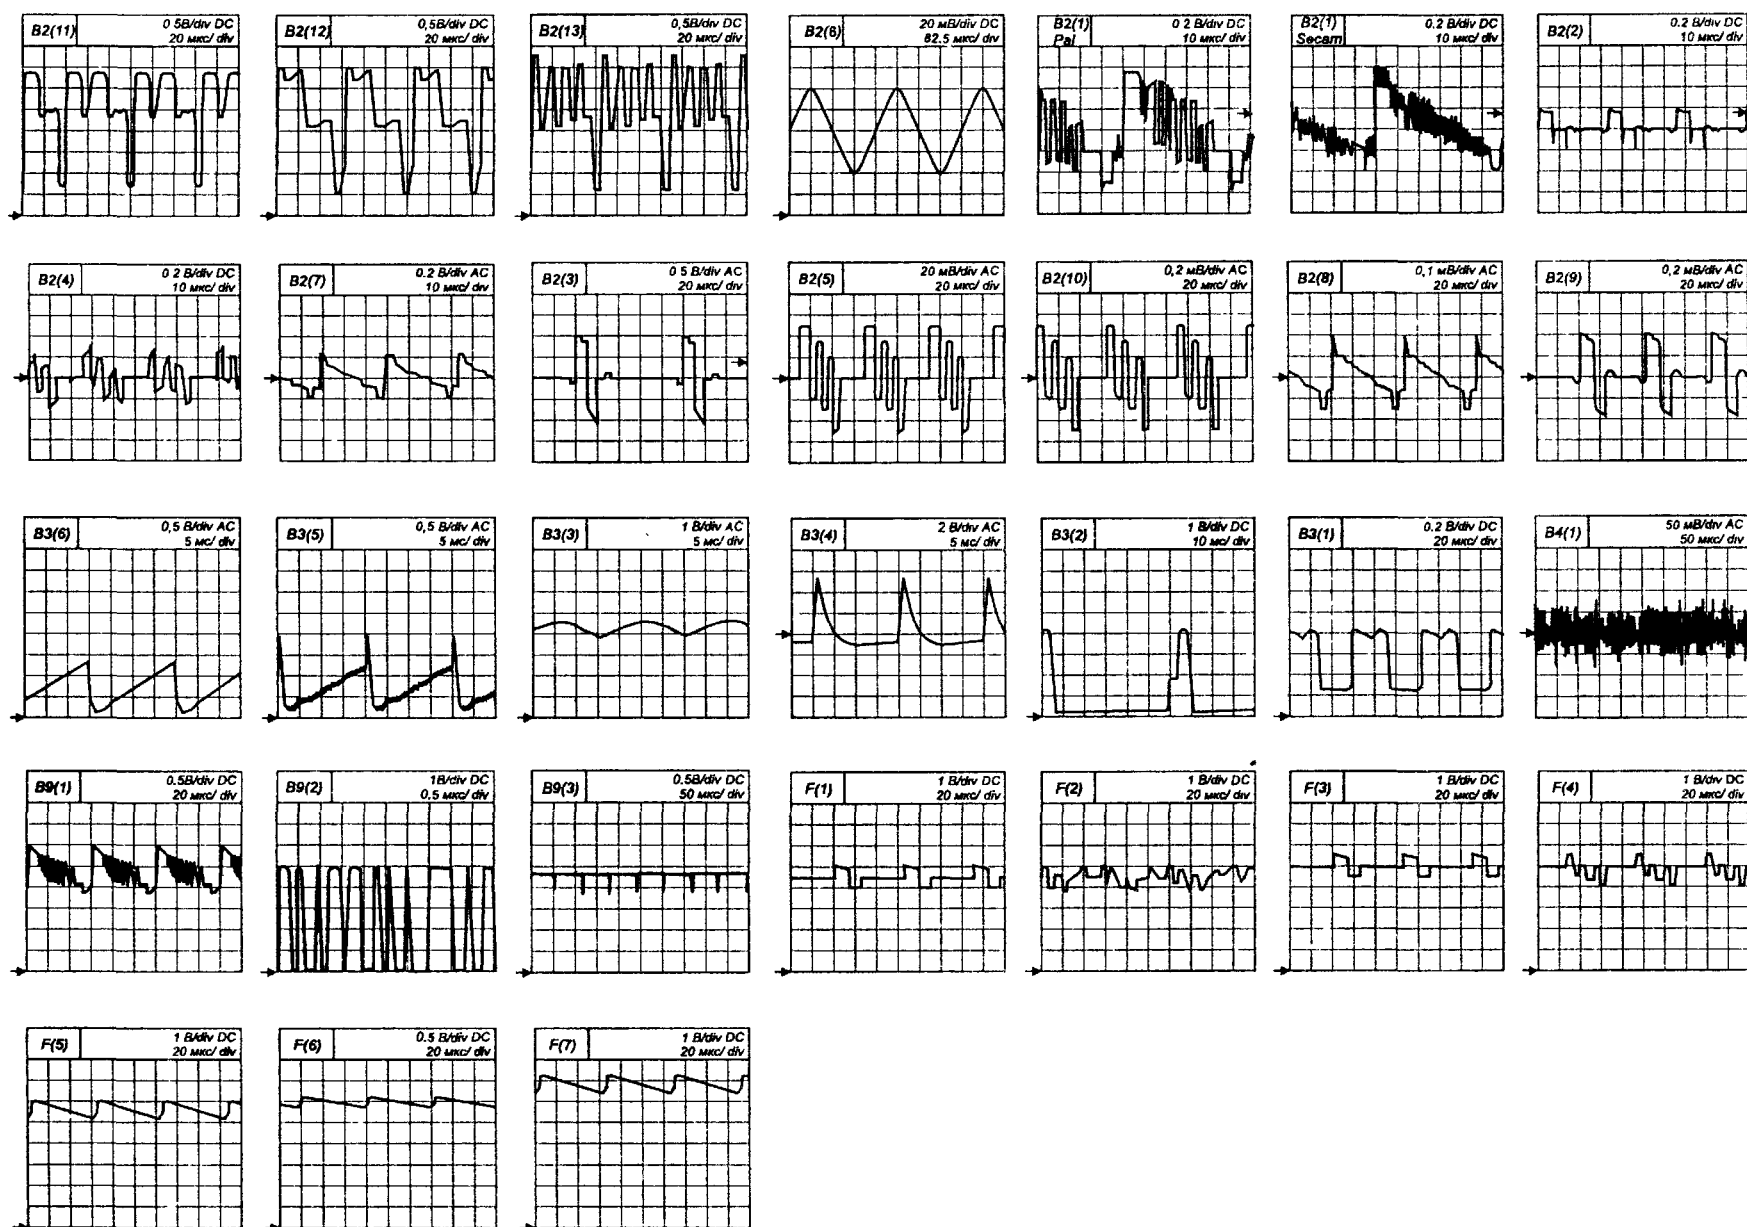 B2(11)
0 5B/div DC
20 мкс/ div
B2(12)
0,5B/div DC
20 мкс/ div
B2(13)
0,5B/div DC
20 мкс/ div
B2(6)
20 мВ/div DC
62.5 мкс/ div
B2(1)
Pal
0 2 B/div DC
10 мкс/ div
B2(1)
Secam
0.2 B/div DC
10 мкс/ div
B2(2)
0.2 B/div DC
10 мкс/ div
B2(4)
0 2 B/div DC
10 мкс/ div
B2(7)
0.2 B/div AC
10 мкс/ div
B2(3)
0 5 B/div AC
20 мкс/ div
B2(5)
20 мВ/div AC
20 мкс/ div
B2(10)
0,2 мВ/div AC
20 мкс/ div
B2(8)
0,1 мВ/div AC
20 мкс/ div
B2(9)
0,2 мВ/div AC
20 мкс/ div
B3(6)
0,5 B/div AC
5 мс/ div
B3(5)
0,5 B/div AC
5 мс/ div
B3(3)
1 B/div AC
5 мс/ div
B3(4)
2 B/div AC
5 мс/ div
B3(2)
1 B/div DC
10 мс/ div
B3(1)
0.2 B/div DC
20 мкс/ div
B4(1)
50 мВ/div AC
50 мкс/ div
B9(1)
0.5B/div DC
20 мкс/ div
B9(2)
1B/div DC
0,5 мкс/ div
B9(3)
0.5B/div DC
50 мкс/ div
F(1)
1 B/div DC
20 мкс/ div
F(2)
1 B/div DC
20 мкс/ div
F(3)
1 B/div DC
20 мкс/ div
F(4)
1 B/div DC
20 мкс/ div
F(5)
1 B/div DC
20 мкс/ div
F(6)
0.5 B/div DC
20 мкс/ div
F(7)
1 B/div DC
20 мкс/ div